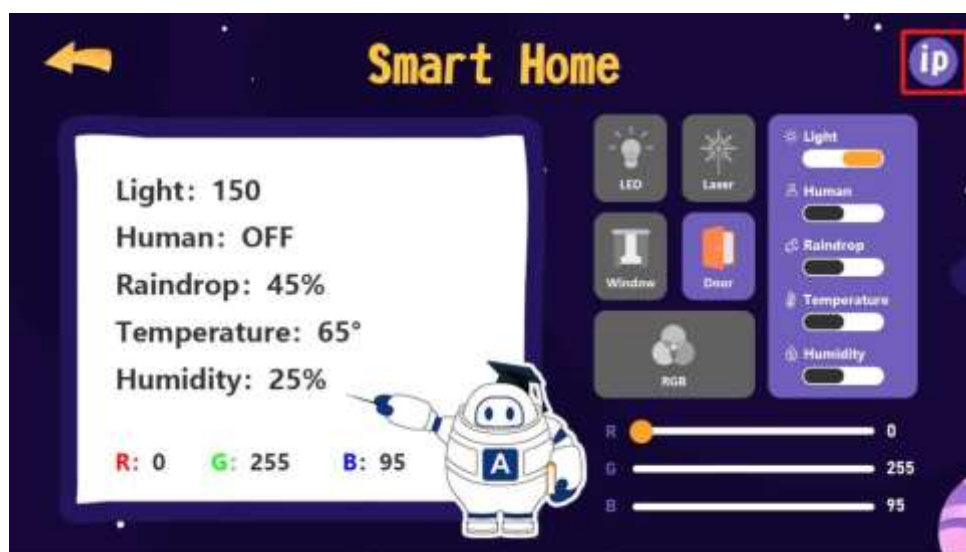 Smart Home
ip
Light: 150
Human: OFF
Raindrop: 45%
Temperature: 65°
Humidity: 25%
R: 0 G: 255 B: 95
A
LED
Laser
Window
Door
RGB
Light
Human
Raindrop
Temperature
Humidity
R 0
G 255
B 95